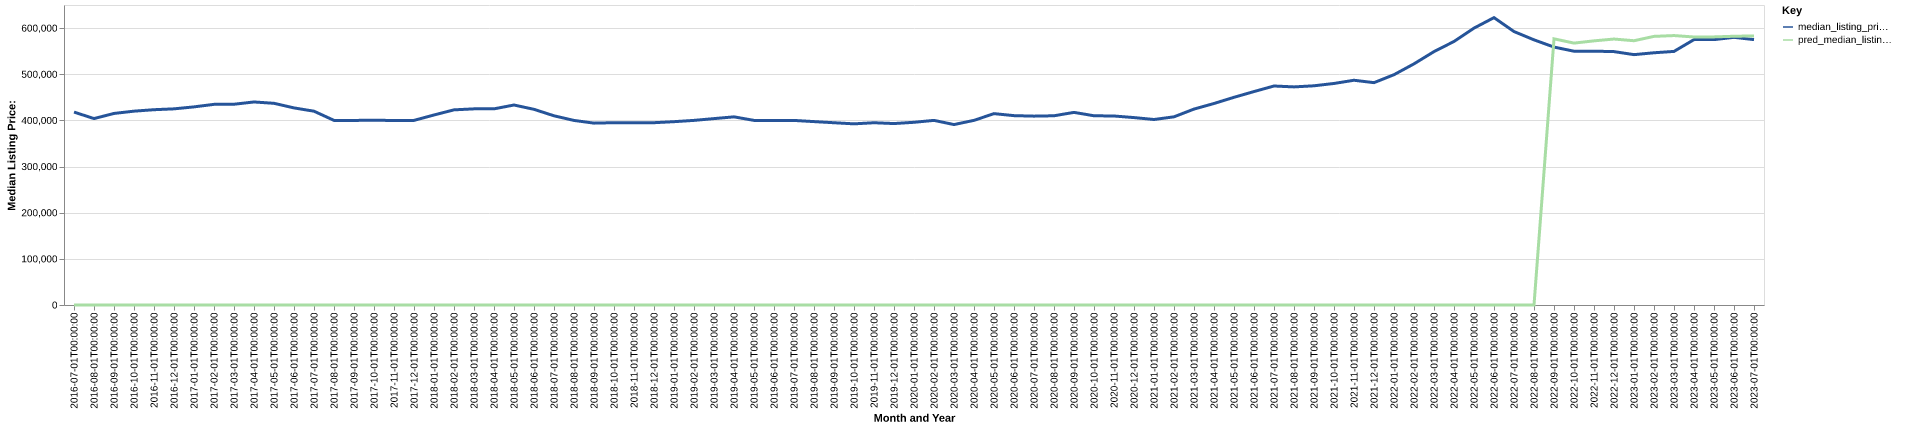 Key
median_listing_pri…
pred_median_listin…
Median Listing Price:
600,000
500,000
400,000
300,000
200,000
100,000
0
2016-07-01T00:00:00
2016-08-01T00:00:00
2016-09-01T00:00:00
2016-10-01T00:00:00
2016-11-01T00:00:00
2016-12-01T00:00:00
2017-01-01T00:00:00
2017-02-01T00:00:00
2017-03-01T00:00:00
2017-04-01T00:00:00
2017-05-01T00:00:00
2017-06-01T00:00:00
2017-07-01T00:00:00
2017-08-01T00:00:00
2017-09-01T00:00:00
2017-10-01T00:00:00
2017-11-01T00:00:00
2017-12-01T00:00:00
2018-01-01T00:00:00
2018-02-01T00:00:00
2018-03-01T00:00:00
2018-04-01T00:00:00
2018-05-01T00:00:00
2018-06-01T00:00:00
2018-07-01T00:00:00
2018-08-01T00:00:00
2018-09-01T00:00:00
2018-10-01T00:00:00
2018-11-01T00:00:00
2018-12-01T00:00:00
2019-01-01T00:00:00
2019-02-01T00:00:00
2019-03-01T00:00:00
2019-04-01T00:00:00
2019-05-01T00:00:00
2019-06-01T00:00:00
2019-07-01T00:00:00
2019-08-01T00:00:00
2019-09-01T00:00:00
2019-10-01T00:00:00
2019-11-01T00:00:00
2019-12-01T00:00:00
2020-01-01T00:00:00
2020-02-01T00:00:00
2020-03-01T00:00:00
2020-04-01T00:00:00
2020-05-01T00:00:00
2020-06-01T00:00:00
2020-07-01T00:00:00
2020-08-01T00:00:00
2020-09-01T00:00:00
2020-10-01T00:00:00
2020-11-01T00:00:00
2020-12-01T00:00:00
2021-01-01T00:00:00
2021-02-01T00:00:00
2021-03-01T00:00:00
2021-04-01T00:00:00
2021-05-01T00:00:00
2021-06-01T00:00:00
2021-07-01T00:00:00
2021-08-01T00:00:00
2021-09-01T00:00:00
2021-10-01T00:00:00
2021-11-01T00:00:00
2021-12-01T00:00:00
2022-01-01T00:00:00
2022-02-01T00:00:00
2022-03-01T00:00:00
2022-04-01T00:00:00
2022-05-01T00:00:00
2022-06-01T00:00:00
2022-07-01T00:00:00
2022-08-01T00:00:00
2022-09-01T00:00:00
2022-10-01T00:00:00
2022-11-01T00:00:00
2022-12-01T00:00:00
2023-01-01T00:00:00
2023-02-01T00:00:00
2023-03-01T00:00:00
2023-04-01T00:00:00
2023-05-01T00:00:00
2023-06-01T00:00:00
2023-07-01T00:00:00
Month and Year